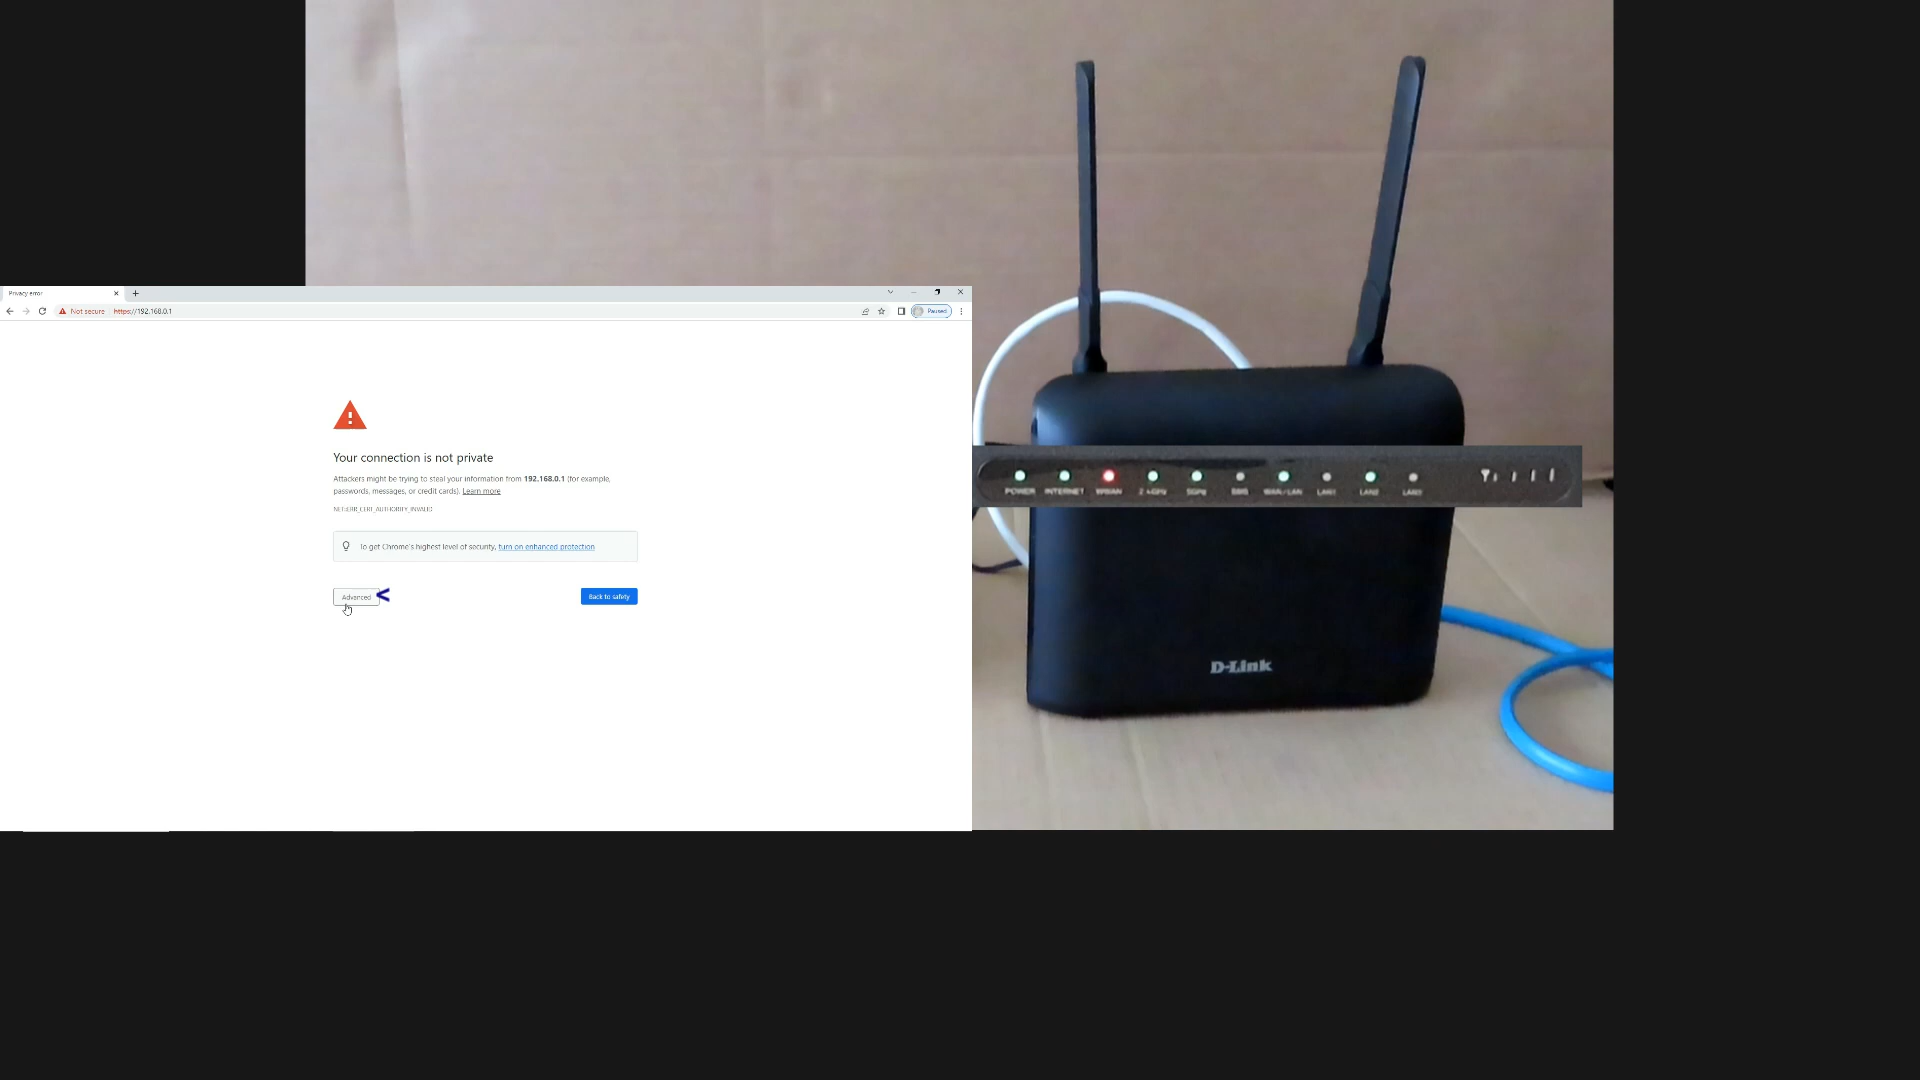 Privacy error
Not secure https://192.168.0.1
Paused
Your connection is not private
Attackers might be trying to steal your information from 192.168.0.1 (for example,
passwords, messages, or credit cards). Learn more
NET::ERR_CERT_AUTHORITY_INVALID
To get Chrome's highest level of security, turn on enhanced protection
Advanced <
Back to safety
POWER INTERNET WWAN 2.4GHz 5GHz SMS WAN/LAN LAN1 LAN2 LAN3
D-Link